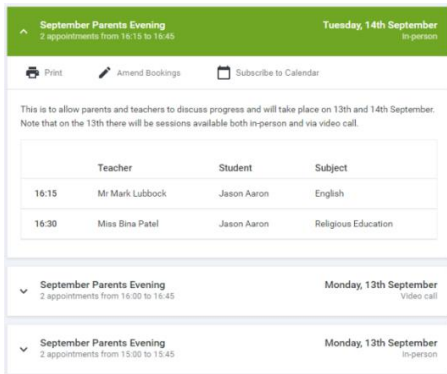 September Parents Evening Tuesday, 14th September
2 appointments from 16:15 to 16:45 In-person
Print Amend Bookings Subscribe to Calendar
This is to allow parents and teachers to discuss progress and will take place on 13th and 14th September.
Note that on the 13th there will be sessions available both in-person and via video call.
Teacher Student Subject
16:15 Mr Mark Lubbock Jason Aaron English
16:30 Miss Bina Patel Jason Aaron Religious Education
September Parents Evening Monday, 13th September
2 appointments from 16:00 to 16:45 Video call
September Parents Evening Monday, 13th September
2 appointments from 15:00 to 15:45 In-person